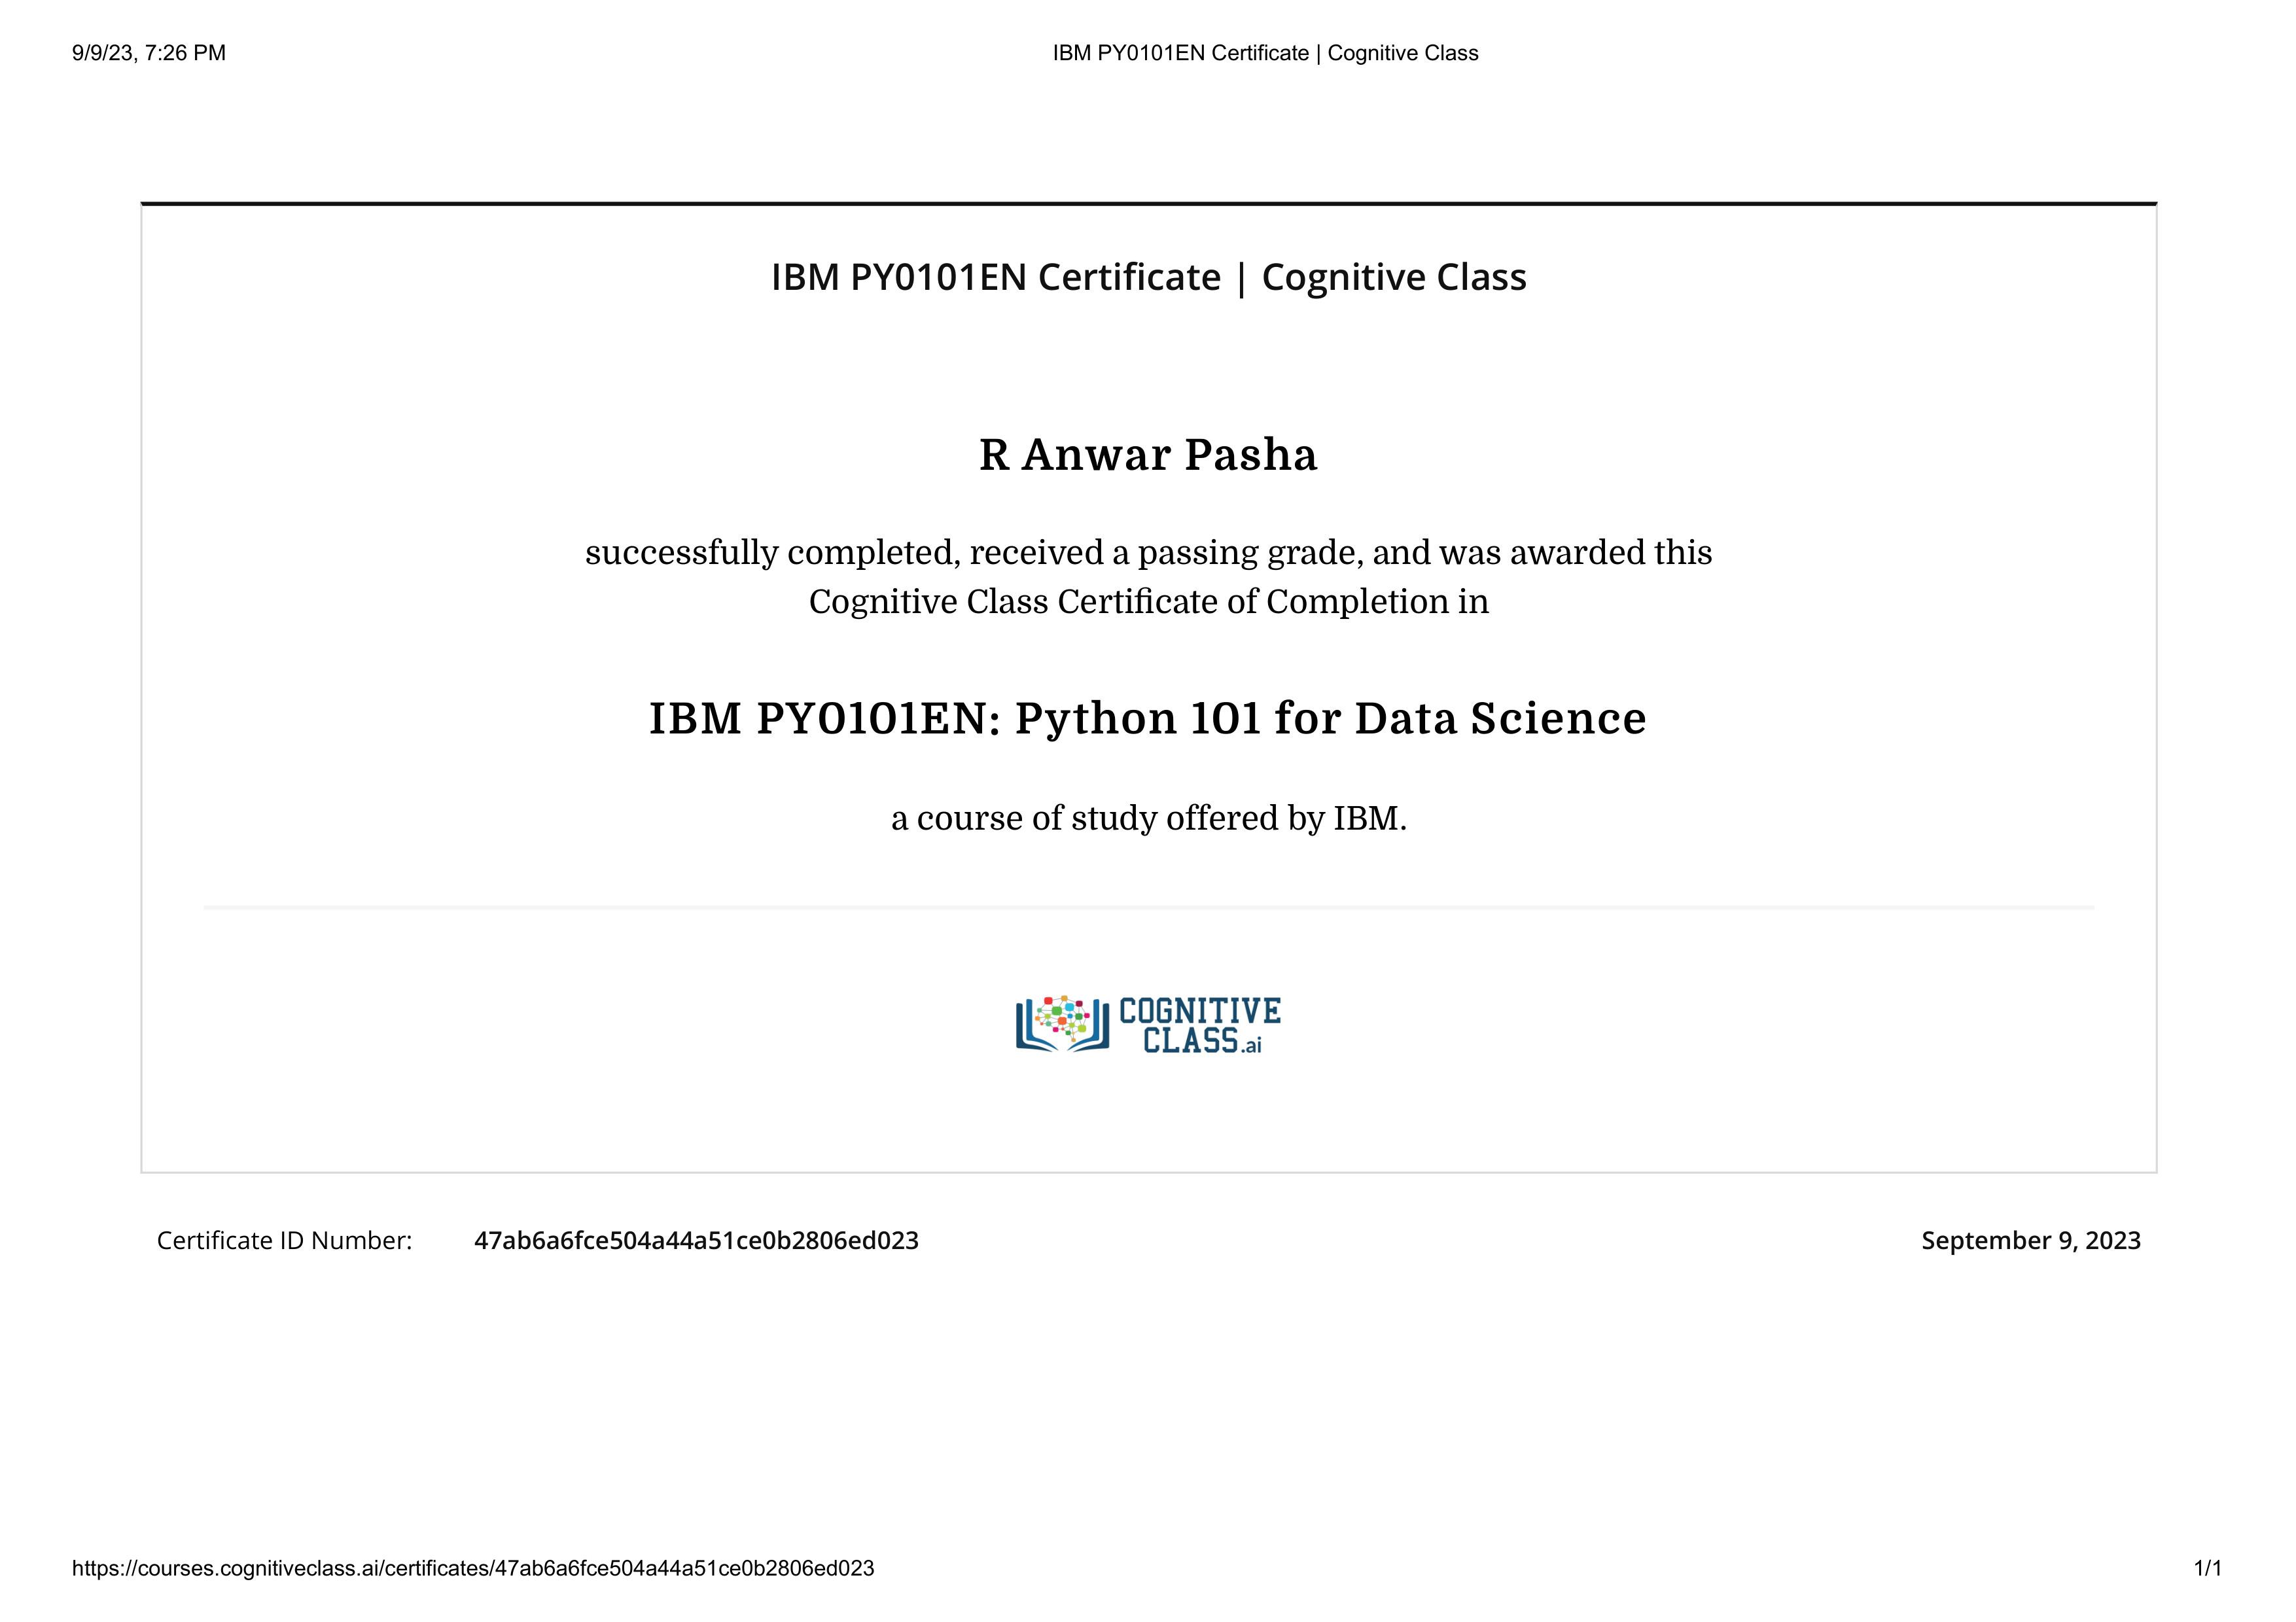 9/9/23, 7:26 PM
IBM PY0101EN Certificate | Cognitive Class
IBM PY0101EN Certificate | Cognitive Class
R Anwar Pasha
successfully completed, received a passing grade, and was awarded this
Cognitive Class Certificate of Completion in
IBM PY0101EN: Python 101 for Data Science
a course of study offered by IBM.
COGNITIVE
CLASS.ai
Certificate ID Number: 47ab6a6fce504a44a51ce0b2806ed023
September 9, 2023
https://courses.cognitiveclass.ai/certificates/47ab6a6fce504a44a51ce0b2806ed023
1/1